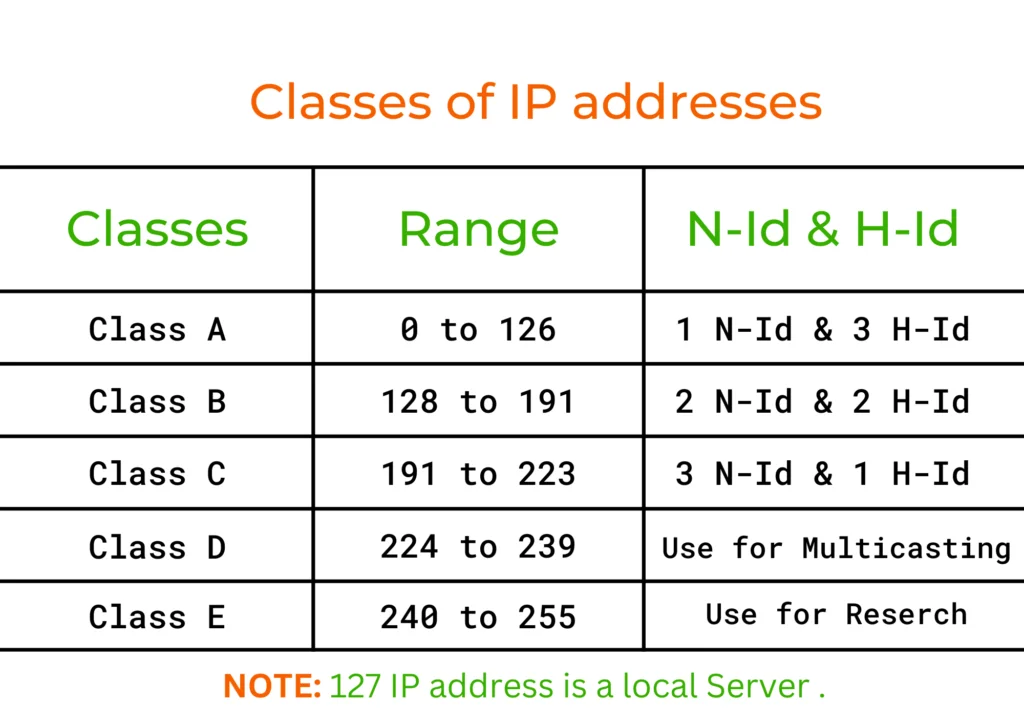 Classes of IP addresses
Classes Range N-Id & H-Id
Class A 0 to 126 1 N-Id & 3 H-Id
Class B 128 to 191 2 N-Id & 2 H-Id
Class C 191 to 223 3 N-Id & 1 H-Id
Class D 224 to 239 Use for Multicasting
Class E 240 to 255 Use for Reserch
NOTE: 127 IP address is a local Server .